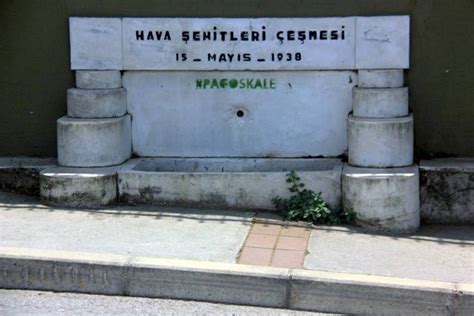 HAVA ŞEHİTLERİ ÇEŞMESİ
15 - MAYIS - 1938
#PAGOSKALE